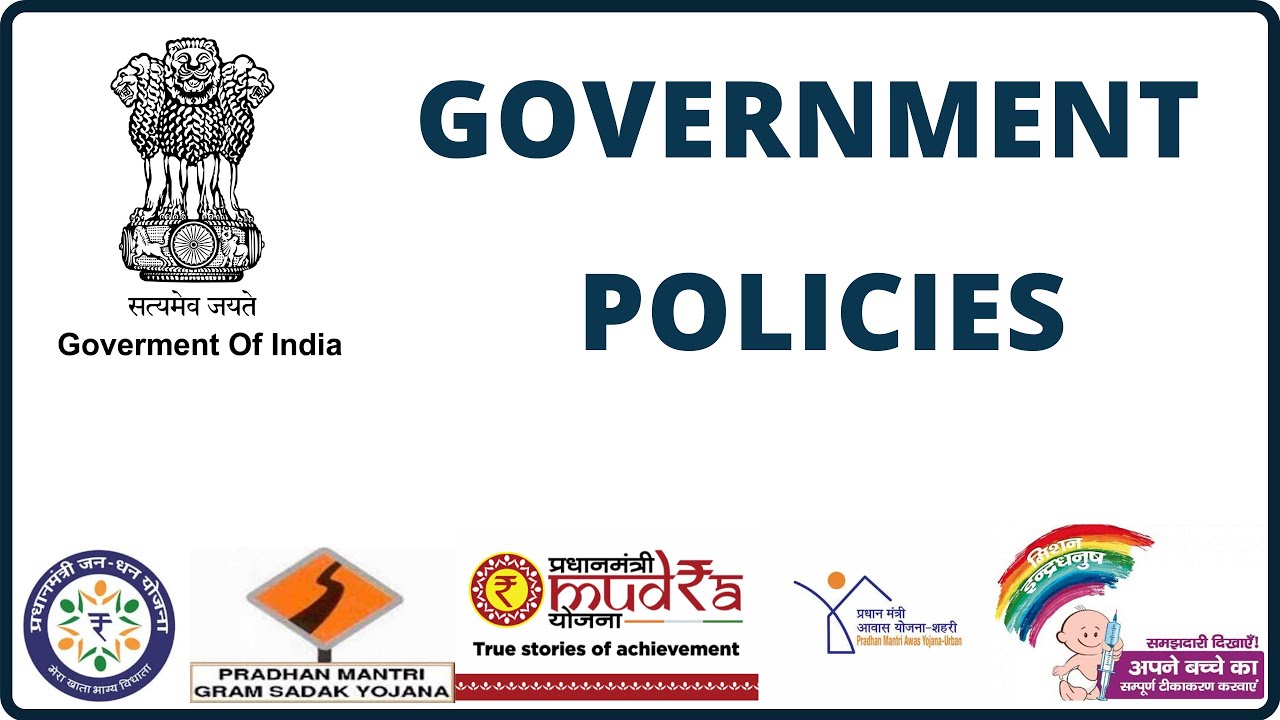 सत्यमेव जयते
Goverment Of India
GOVERNMENT
POLICIES
प्रधानमंत्री जन-धन योजना
मेरा खाता भाग्य विधाता
PRADHAN MANTRI
GRAM SADAK YOJANA
प्रधानमंत्री
mudra
योजना
True stories of achievement
प्रधान मंत्री
आवास योजना-शहरी
Pradhan Mantri Awas Yojana-Urban
मिशन
इन्द्रधनुष
समझदारी दिखाएँ!
अपने बच्चे का
सम्पूर्ण टीकाकरण करवाएं